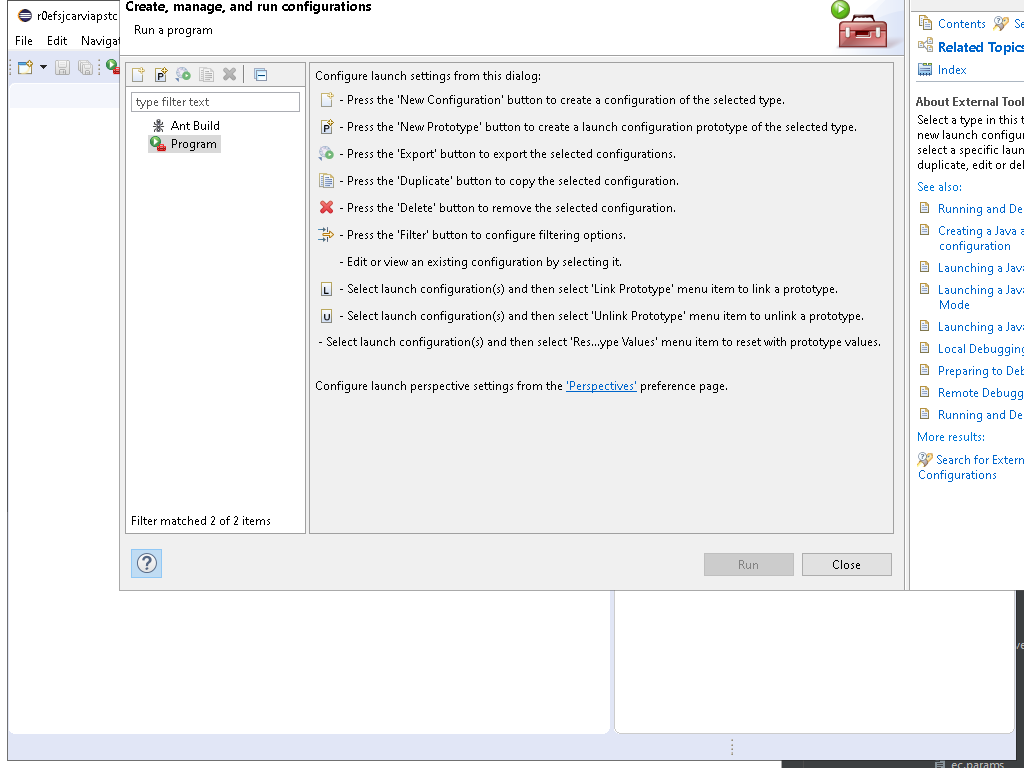 r0efsjcarviapstc
File Edit Navigat
Create, manage, and run configurations
Run a program
type filter text
Ant Build
Program
Filter matched 2 of 2 items
Configure launch settings from this dialog:
- Press the 'New Configuration' button to create a configuration of the selected type.
- Press the 'New Prototype' button to create a launch configuration prototype of the selected type.
- Press the 'Export' button to export the selected configurations.
- Press the 'Duplicate' button to copy the selected configuration.
- Press the 'Delete' button to remove the selected configuration.
- Press the 'Filter' button to configure filtering options.
- Edit or view an existing configuration by selecting it.
L - Select launch configuration(s) and then select 'Link Prototype' menu item to link a prototype.
U - Select launch configuration(s) and then select 'Unlink Prototype' menu item to unlink a prototype.
- Select launch configuration(s) and then select 'Res...ype Values' menu item to reset with prototype values.
Configure launch perspective settings from the 'Perspectives' preference page.
?
Run
Close
Contents Se
Related Topics
Index
About External Tool
Select a type in this t
new launch configur
select a specific laun
duplicate, edit or del
See also:
Running and De
Creating a Java a
configuration
Launching a Jav
Launching a Java
Mode
Launching a Java
Local Debugging
Preparing to Deb
Remote Debugg
Running and De
More results:
Search for Extern
Configurations
ec.params